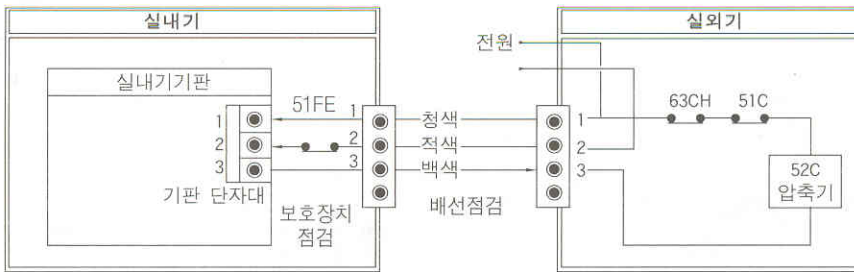 실내기
실외기
전원
실내기기판
51FE
63CH
51C
1
1
청색
1
2
2
적색
2
3
3
백색
3
52C
압축기
기판 단자대
보호장치
점검
배선점검